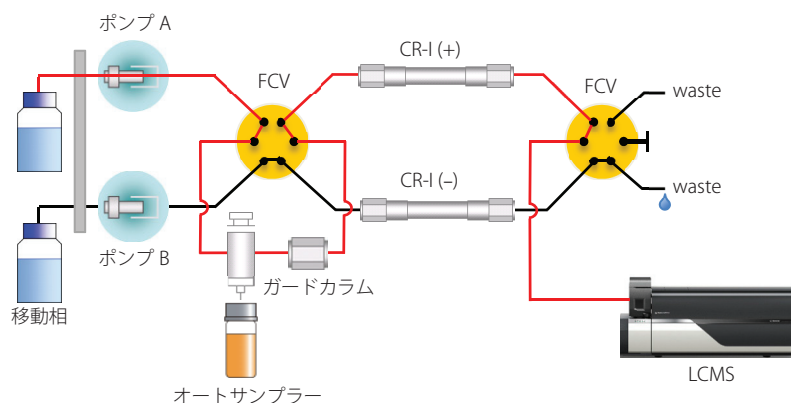 ポンプ A
CR-I (+)
FCV
FCV
waste
waste
CR-I (–)
ポンプ B
ガードカラム
移動相
オートサンプラー
LCMS